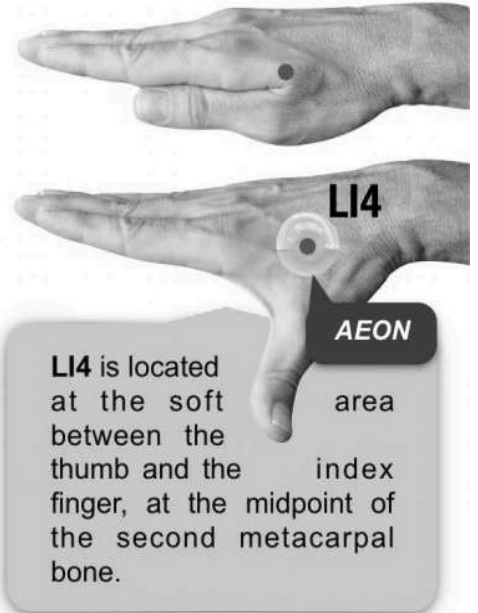 LI4
AEON
LI4 is located
at the soft area
between the
thumb and the index
finger, at the midpoint of
the second metacarpal
bone.